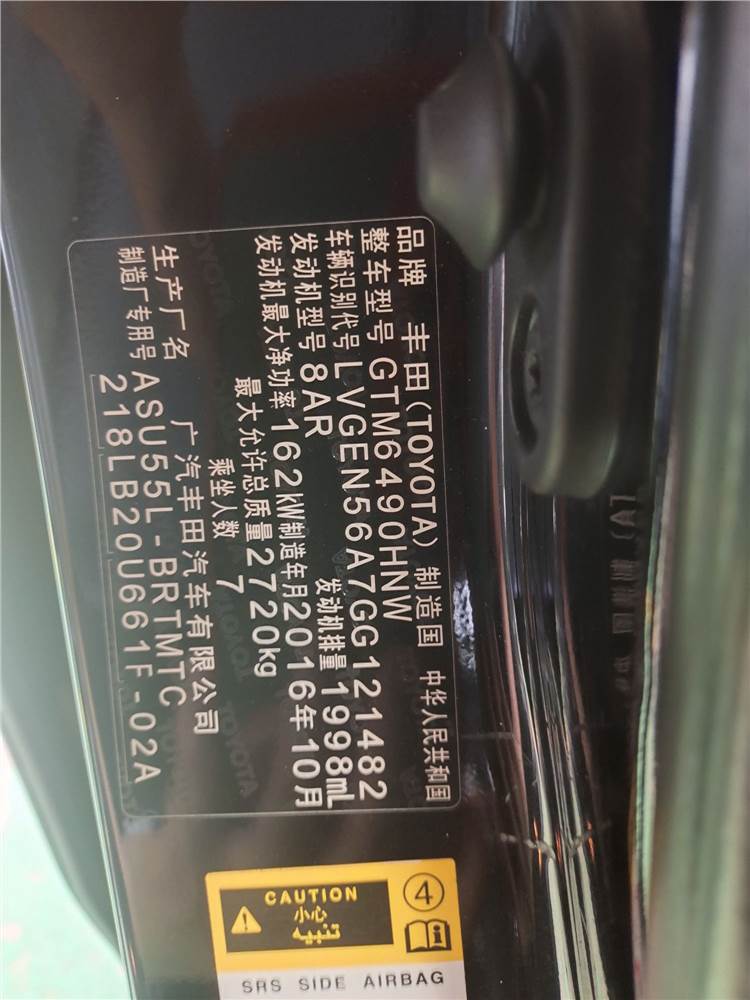 品牌 丰田(TOYOTA) 制造国 中华人民共和国
整车型号 GTM6490HNW
车辆识别代号 LVGEN56A7GG121482
发动机型号 8AR 发动机排量 1998mL
发动机最大净功率 162kW 制造年月 2016年10月
最大允许总质量 2720kg
乘坐人数 7
生产厂名 广汽丰田汽车有限公司
制造厂专用号 ASU55L-BRTMTC
218LB20U661F-02A
CAUTION
小心
تنبيه
4
SRS SIDE AIRBAG